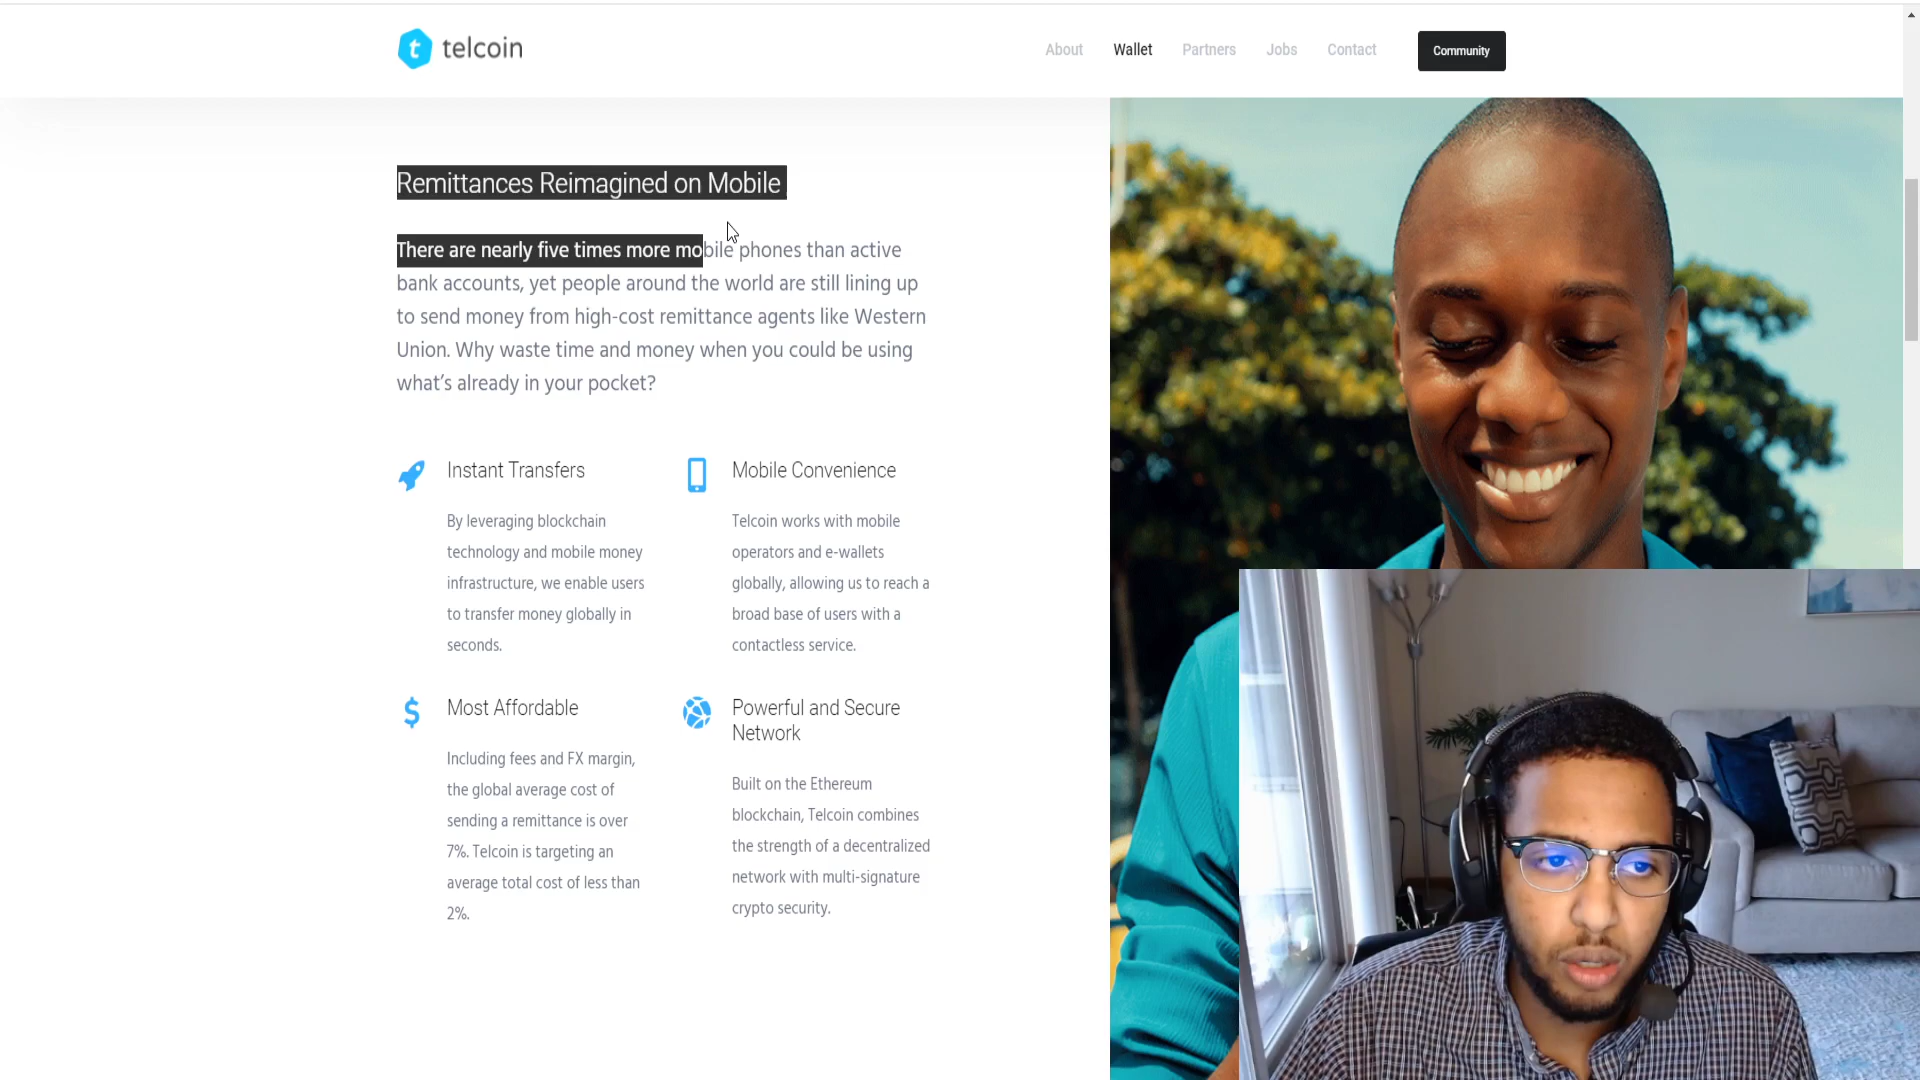 telcoin
About Wallet Partners Jobs Contact Community
Remittances Reimagined on Mobile
There are nearly five times more mobile phones than active
bank accounts, yet people around the world are still lining up
to send money from high-cost remittance agents like Western
Union. Why waste time and money when you could be using
what’s already in your pocket?
Instant Transfers
By leveraging blockchain
technology and mobile money
infrastructure, we enable users
to transfer money globally in
seconds.
Mobile Convenience
Telcoin works with mobile
operators and e-wallets
globally, allowing us to reach a
broad base of users with a
contactless service.
Most Affordable
Including fees and FX margin,
the global average cost of
sending a remittance is over
7%. Telcoin is targeting an
average total cost of less than
2%.
Powerful and Secure
Network
Built on the Ethereum
blockchain, Telcoin combines
the strength of a decentralized
network with multi-signature
crypto security.